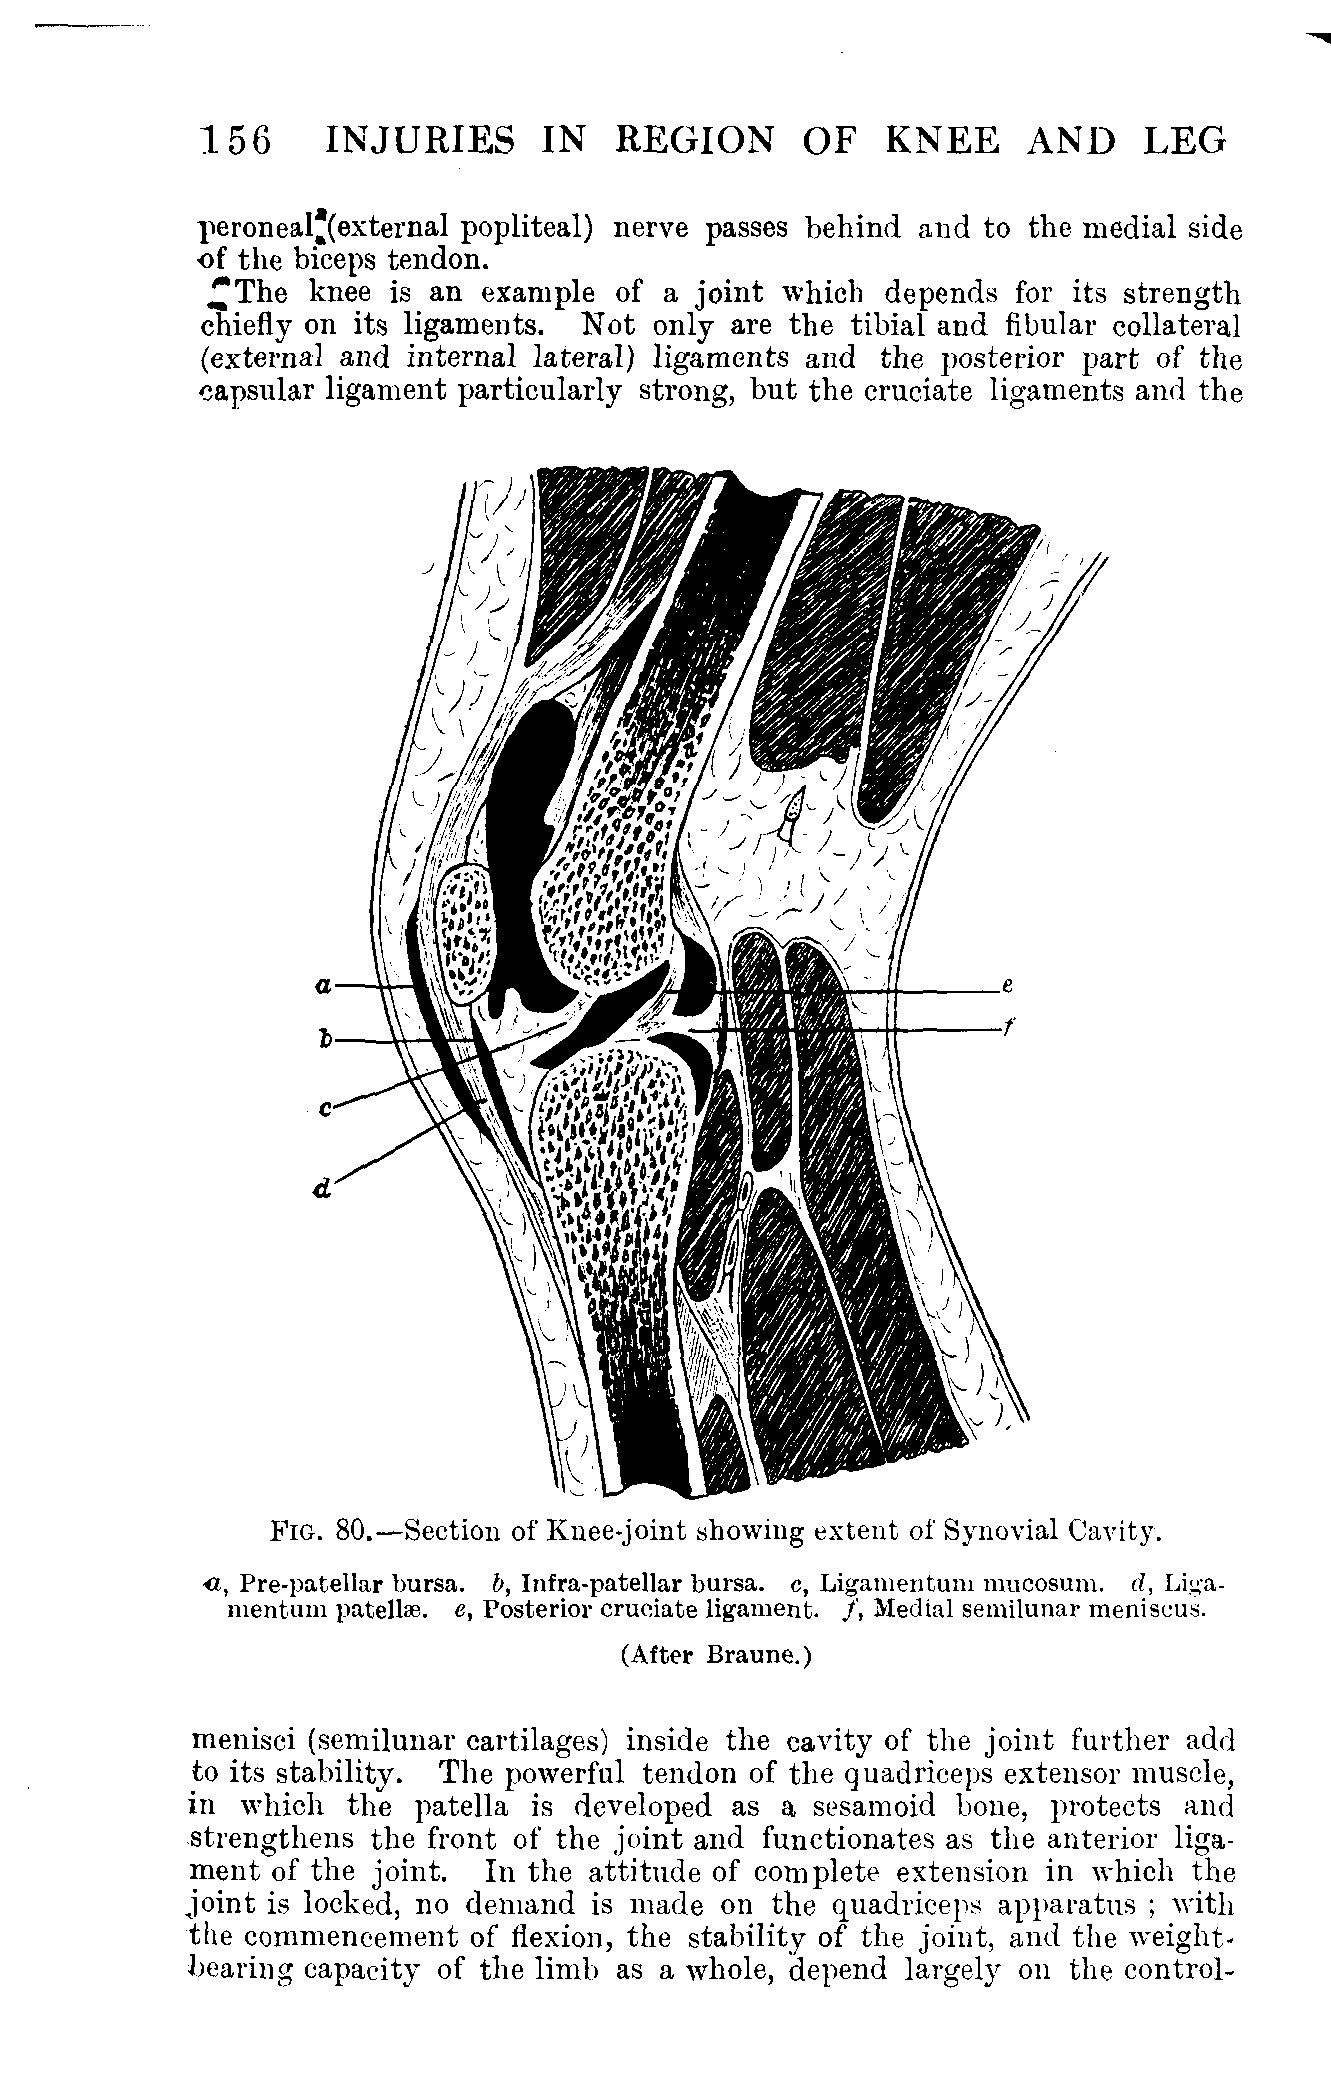 156 INJURIES IN REGION OF KNEE AND LEG
peroneal (external popliteal) nerve passes behind and to the medial side
of the biceps tendon.
The knee is an example of a joint which depends for its strength
chiefly on its ligaments. Not only are the tibial and fibular collateral
(external and internal lateral) ligaments and the posterior part of the
capsular ligament particularly strong, but the cruciate ligaments and the
a
e
b
f
c
d
FIG. 80.—Section of Knee-joint showing extent of Synovial Cavity.
a, Pre-patellar bursa. b, Infra-patellar bursa. c, Ligamentum mucosum. d, Liga-
mentum patellæ. e, Posterior cruciate ligament. f, Medial semilunar meniscus.
(After Braune.)
menisci (semilunar cartilages) inside the cavity of the joint further add
to its stability. The powerful tendon of the quadriceps extensor muscle,
in which the patella is developed as a sesamoid bone, protects and
strengthens the front of the joint and functionates as the anterior liga-
ment of the joint. In the attitude of complete extension in which the
joint is locked, no demand is made on the quadriceps apparatus ; with
the commencement of flexion, the stability of the joint, and the weight-
bearing capacity of the limb as a whole, depend largely on the control-